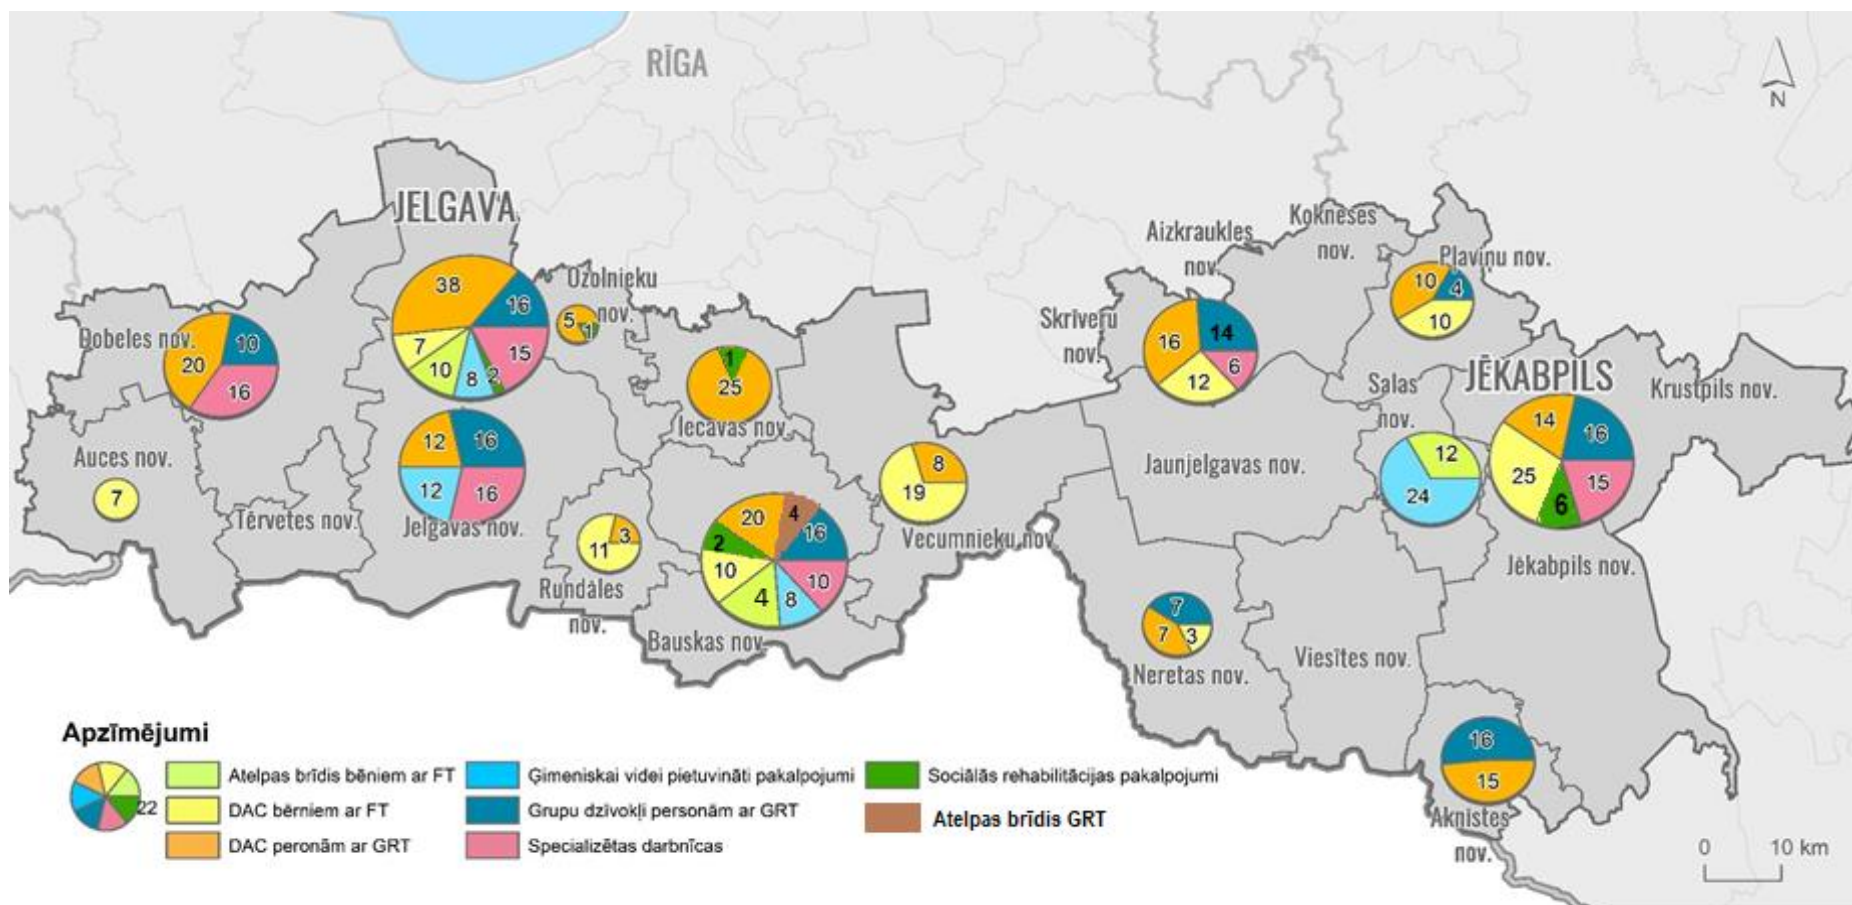 RĪGA
N
JELGAVA
38
16
7
10
8
2
15
Ozolnieku
nov.
5
1
Dobeles nov.
20
10
16
Auces nov.
7
Tērvetes nov.
12
16
12
16
Jelgavas nov.
1
25
Iecavas nov.
11
3
Rundāles
nov.
20
4
16
2
10
10
4
8
Bauskas nov.
8
19
Vecumnieku nov.
Aizkraukles
nov.
Kokneses
nov.
Pļaviņu nov.
10
4
10
Skrīveru
nov.
16
14
12
6
Jaunjelgavas nov.
Salas
nov.
12
24
JĒKABPILS
14
16
25
6
15
Krustpils nov.
Jēkabpils nov.
7
7
3
Neretas nov.
Viesītes nov.
16
15
Aknīstes
nov.
Apzīmējumi
22
Atelpas brīdis bēniem ar FT
DAC bērniem ar FT
DAC peronām ar GRT
Ģimeniskai videi pietuvināti pakalpojumi
Grupu dzīvokļi personām ar GRT
Specializētas darbnīcas
Sociālās rehabilitācijas pakalpojumi
Atelpas brīdis GRT
0 10 km